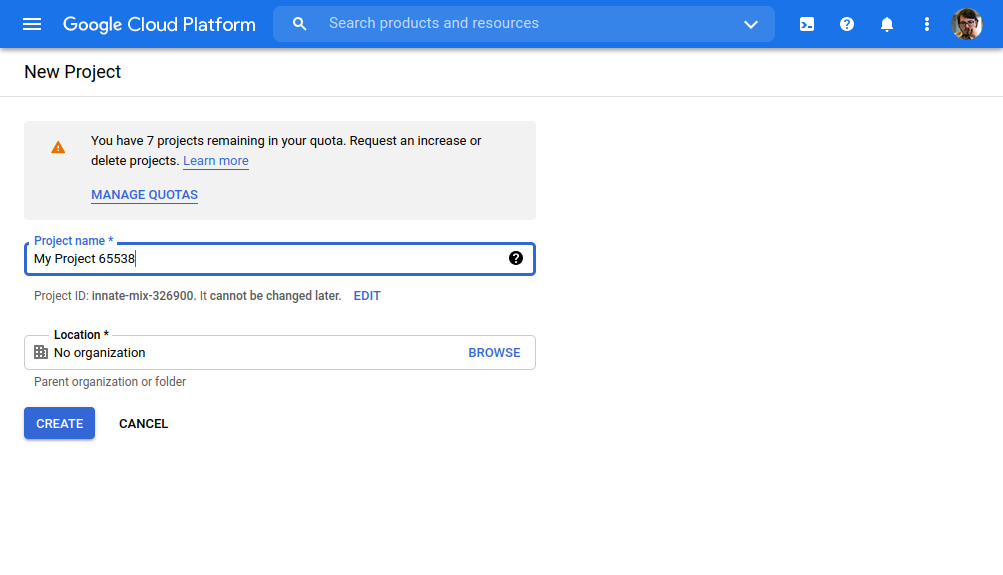 Google Cloud Platform
Search products and resources
New Project
You have 7 projects remaining in your quota. Request an increase or
delete projects. Learn more
MANAGE QUOTAS
Project name *
My Project 65538
Project ID: innate-mix-326900. It cannot be changed later. EDIT
Location *
No organization BROWSE
Parent organization or folder
CREATE CANCEL